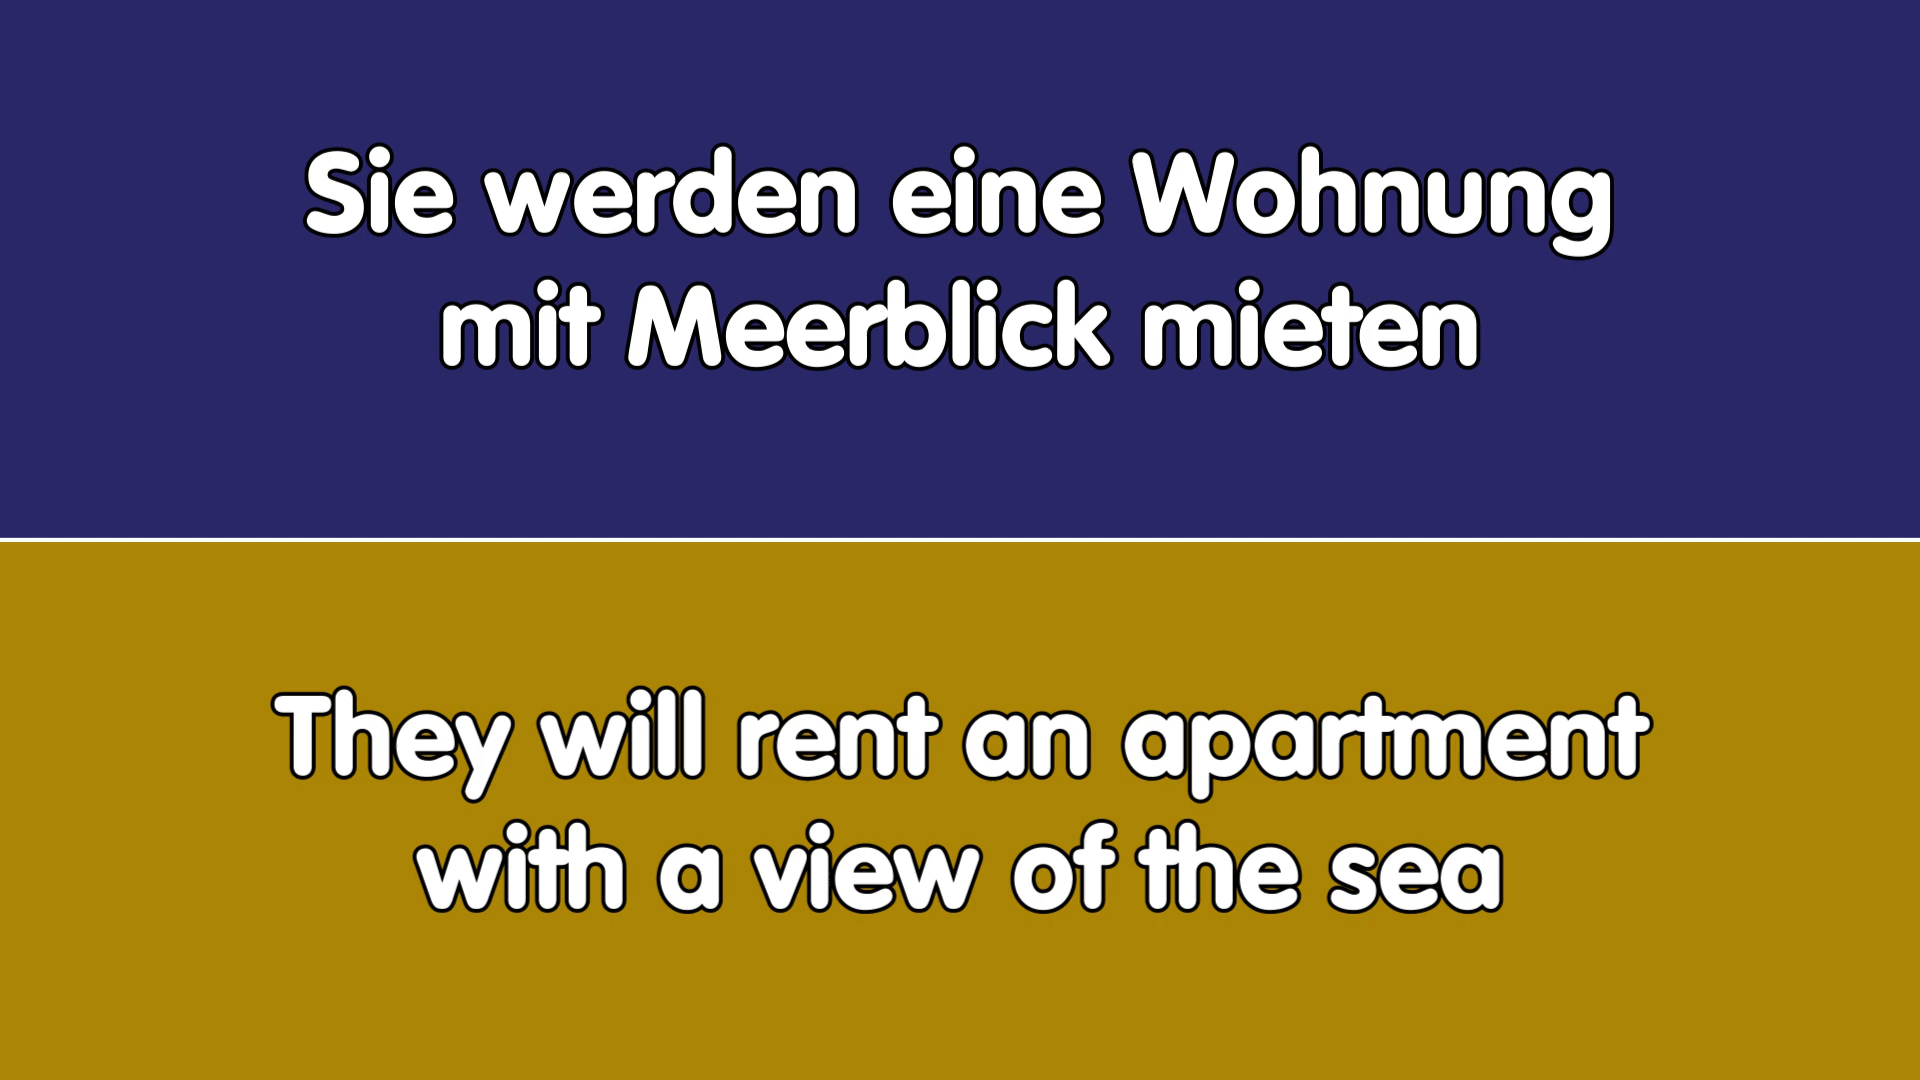 Sie werden eine Wohnung
mit Meerblick mieten
They will rent an apartment
with a view of the sea